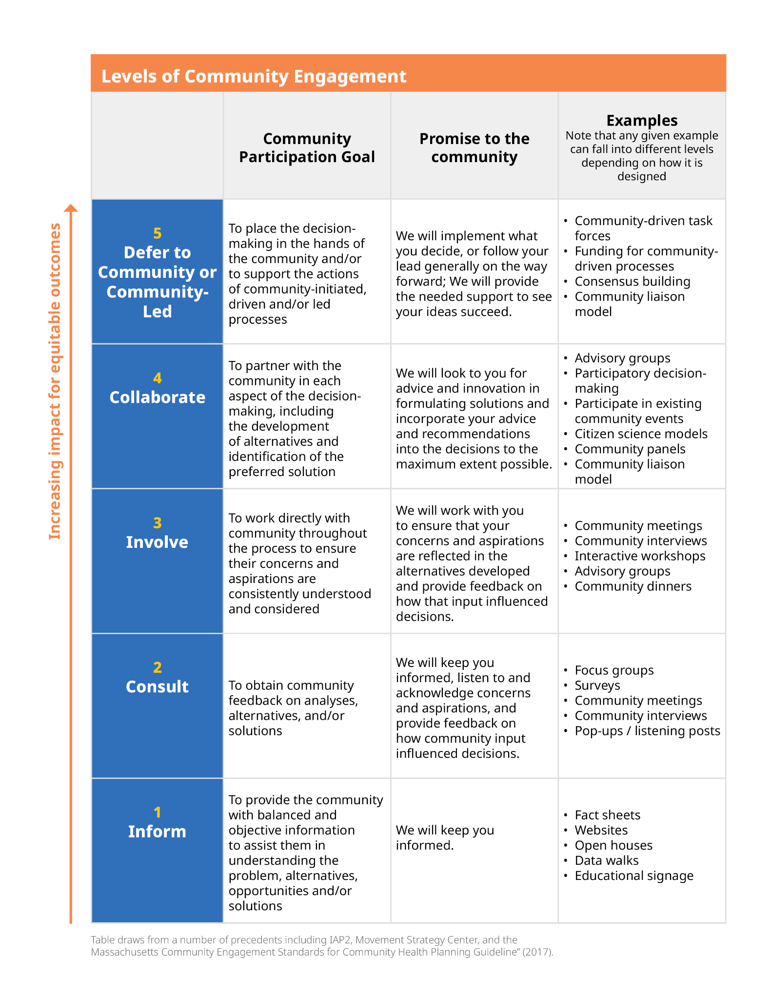 Levels of Community Engagement
Community
Participation Goal
Promise to the
community
Examples
Note that any given example
can fall into different levels
depending on how it is
designed
Increasing impact for equitable outcomes
5
Defer to
Community or
Community-
Led
To place the decision-
making in the hands of
the community and/or
to support the actions
of community-initiated,
driven and/or led
processes
We will implement what
you decide, or follow your
lead generally on the way
forward; We will provide
the needed support to see
your ideas succeed.
• Community-driven task
forces
• Funding for community-
driven processes
• Consensus building
• Community liaison
model
4
Collaborate
To partner with the
community in each
aspect of the decision-
making, including
the development
of alternatives and
identification of the
preferred solution
We will look to you for
advice and innovation in
formulating solutions and
incorporate your advice
and recommendations
into the decisions to the
maximum extent possible.
• Advisory groups
• Participatory decision-
making
• Participate in existing
community events
• Citizen science models
• Community panels
• Community liaison
model
3
Involve
To work directly with
community throughout
the process to ensure
their concerns and
aspirations are
consistently understood
and considered
We will work with you
to ensure that your
concerns and aspirations
are reflected in the
alternatives developed
and provide feedback on
how that input influenced
decisions.
• Community meetings
• Community interviews
• Interactive workshops
• Advisory groups
• Community dinners
2
Consult
To obtain community
feedback on analyses,
alternatives, and/or
solutions
We will keep you
informed, listen to and
acknowledge concerns
and aspirations, and
provide feedback on
how community input
influenced decisions.
• Focus groups
• Surveys
• Community meetings
• Community interviews
• Pop-ups / listening posts
1
Inform
To provide the community
with balanced and
objective information
to assist them in
understanding the
problem, alternatives,
opportunities and/or
solutions
We will keep you
informed.
• Fact sheets
• Websites
• Open houses
• Data walks
• Educational signage
Table draws from a number of precedents including IAP2, Movement Strategy Center, and the
Massachusetts Community Engagement Standards for Community Health Planning Guideline” (2017).